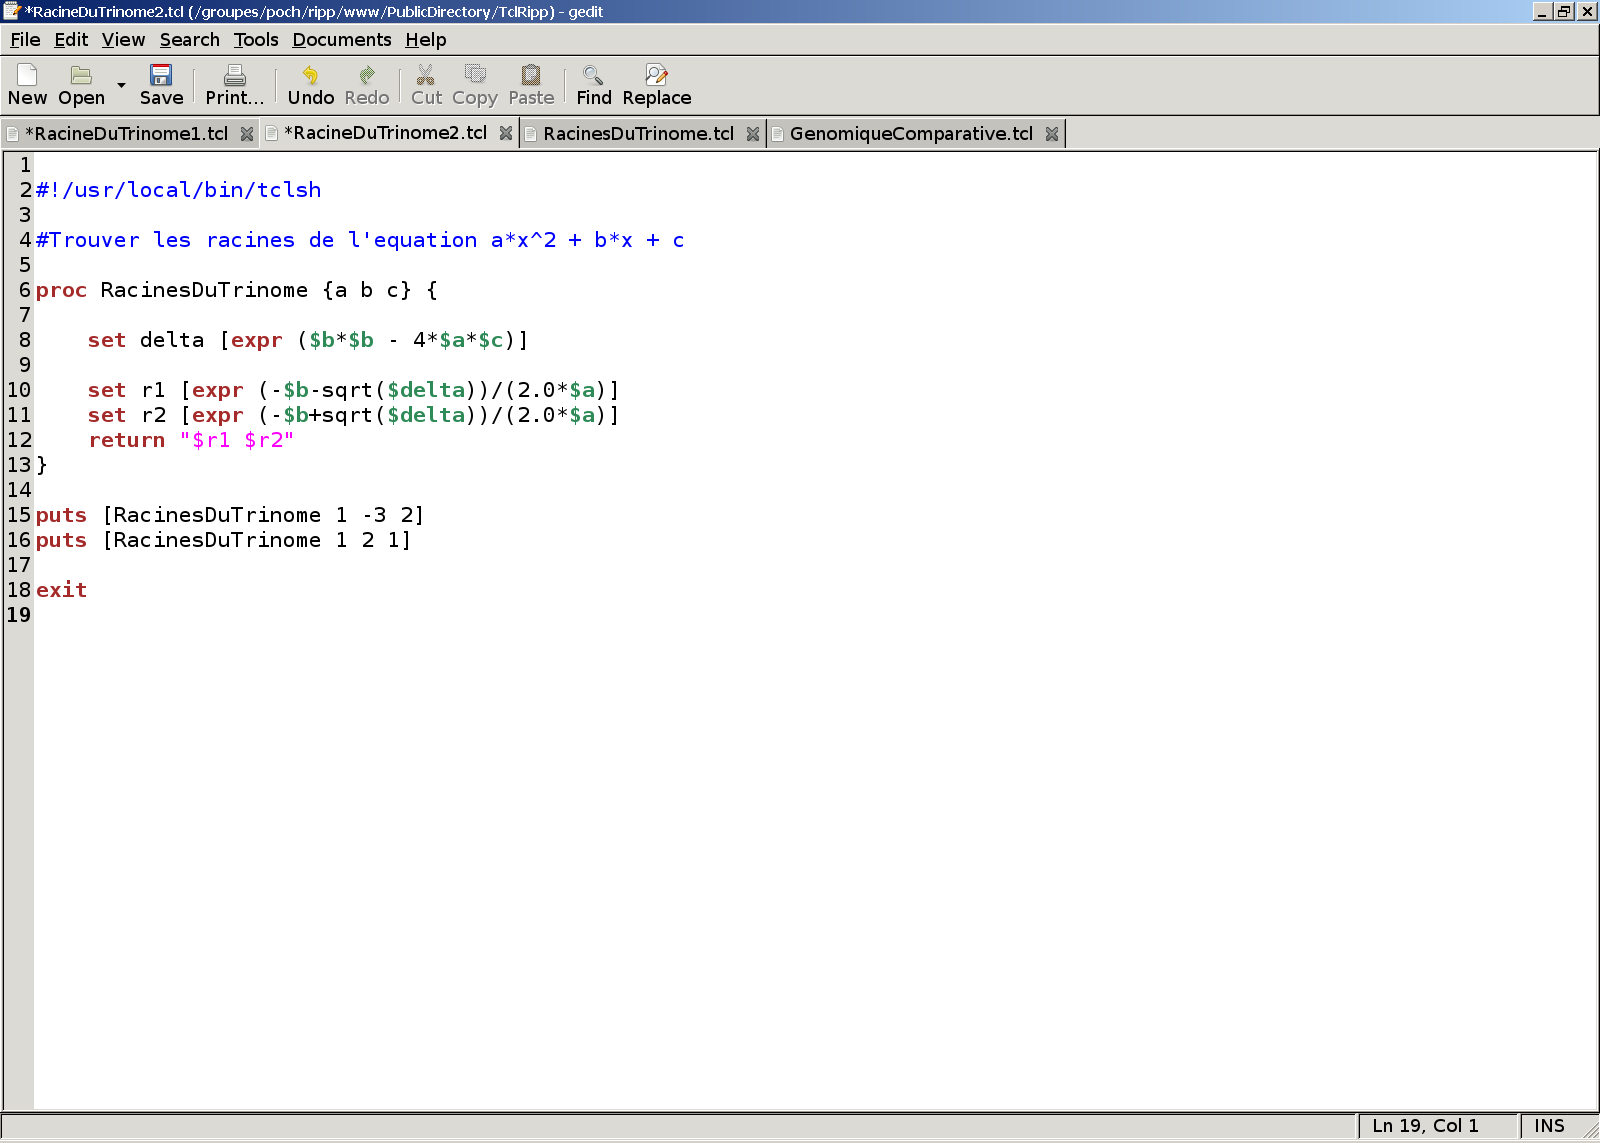 *RacineDuTrinome2.tcl (/groupes/poch/ripp/www/PublicDirectory/TclRipp) - gedit
File Edit View Search Tools Documents Help
New Open Save Print... Undo Redo Cut Copy Paste Find Replace
*RacineDuTrinome1.tcl *RacineDuTrinome2.tcl RacinesDuTrinome.tcl GenomiqueComparative.tcl
1
2 #!/usr/local/bin/tclsh
3
4 #Trouver les racines de l'equation a*x^2 + b*x + c
5
6 proc RacinesDuTrinome {a b c} {
7
8     set delta [expr ($b*$b - 4*$a*$c)]
9
10     set r1 [expr (-$b-sqrt($delta))/(2.0*$a)]
11     set r2 [expr (-$b+sqrt($delta))/(2.0*$a)]
12     return "$r1 $r2"
13 }
14
15 puts [RacinesDuTrinome 1 -3 2]
16 puts [RacinesDuTrinome 1 2 1]
17
18 exit
19
Ln 19, Col 1 INS